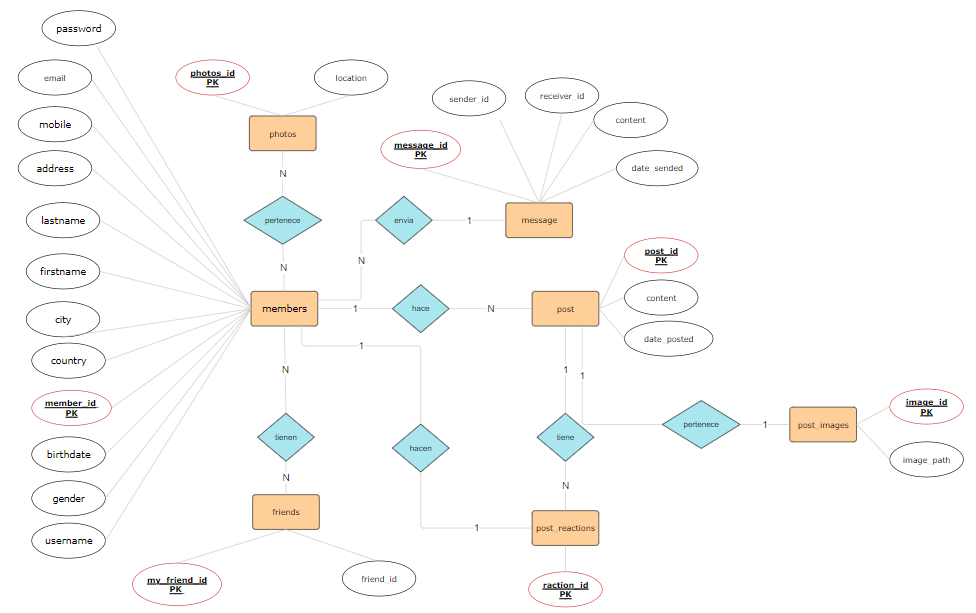 password
email
mobile
address
lastname
firstname
city
country
member_id
PK
birthdate
gender
username
photos_id
PK
location
photos
N
pertenece
N
members
N
tienen
N
friends
my_friend_id
PK
friend_id
sender_id
receiver_id
content
date_sended
message_id
PK
message
1
envia
N
1
hace
N
post
post_id
PK
content
date_posted
1
hacen
1
post_reactions
raction_id
PK
1
tiene
N
1
pertenece
1
post_images
image_id
PK
image_path